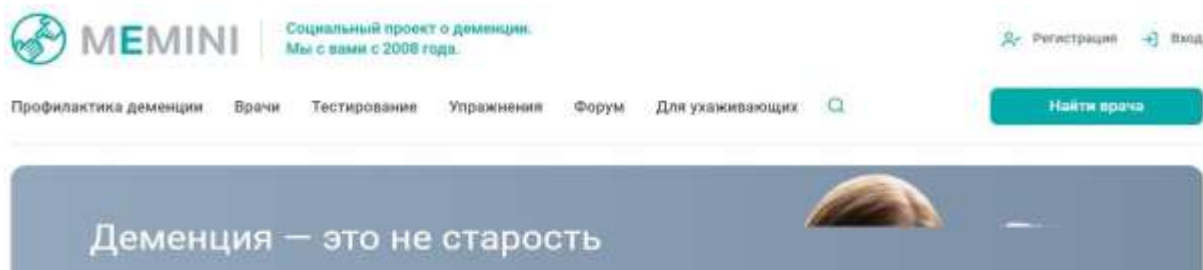 MEMINI
Социальный проект о деменции.
Мы с вами с 2008 года.
Регистрация
Вход
Профилактика деменции Врачи Тестирование Упражнения Форум Для ухаживающих
Найти врача
Деменция — это не старость